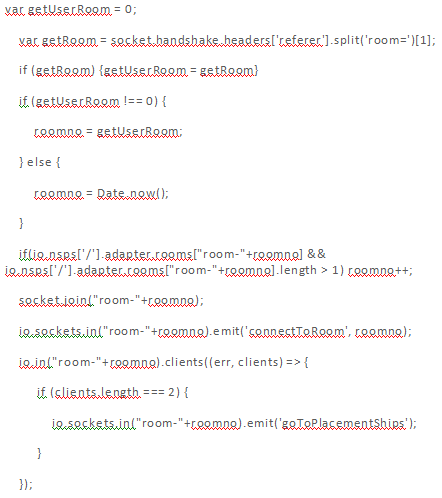 var getUserRoom = 0;
var getRoom = socket.handshake.headers['referer'].split('room=')[1];
if (getRoom) {getUserRoom = getRoom}
if (getUserRoom !== 0) {
roomno = getUserRoom;
} else {
roomno = Date.now();
}
if(io.nsps['/'].adapter.rooms["room-"+roomno] &&
io.nsps['/'].adapter.rooms["room-"+roomno].length > 1) roomno++;
socket.join("room-"+roomno);
io.sockets.in("room-"+roomno).emit('connectToRoom', roomno);
io.in("room-"+roomno).clients((err, clients) => {
if (clients.length === 2) {
io.sockets.in("room-"+roomno).emit('goToPlacementShips');
}
});